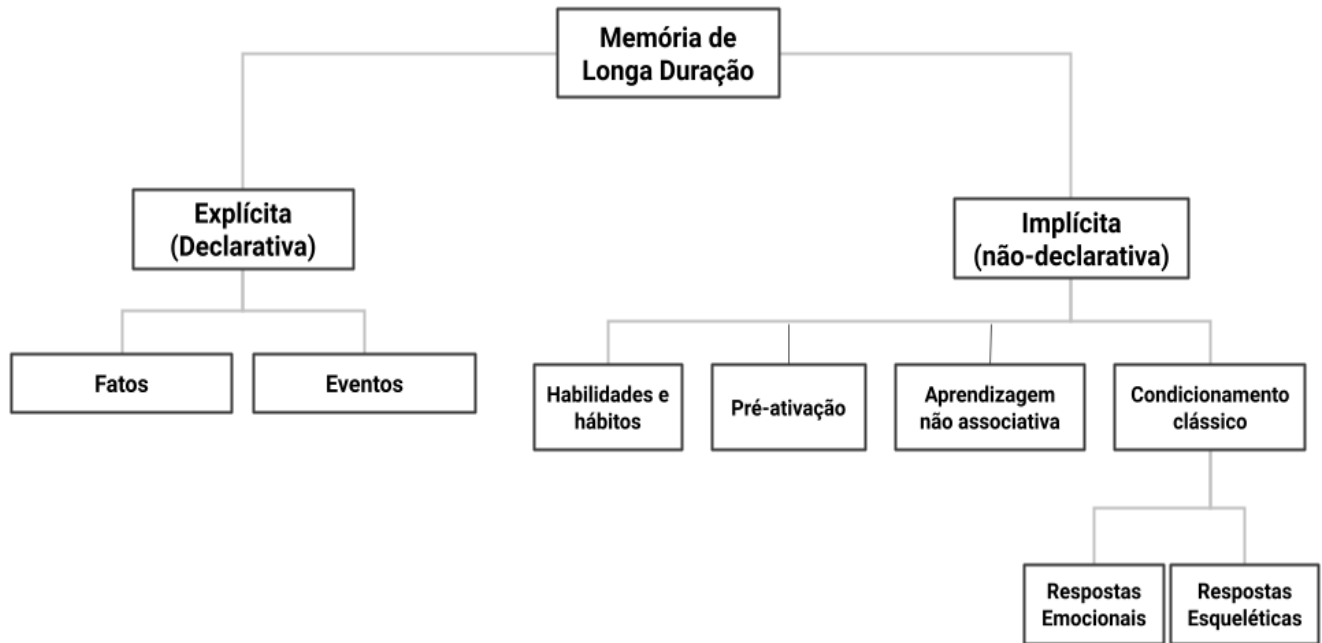 Memória de
Longa Duração
Explícita
(Declarativa)
Implícita
(não-declarativa)
Fatos
Eventos
Habilidades e
hábitos
Pré-ativação
Aprendizagem
não associativa
Condicionamento
clássico
Respostas
Emocionais
Respostas
Esqueléticas